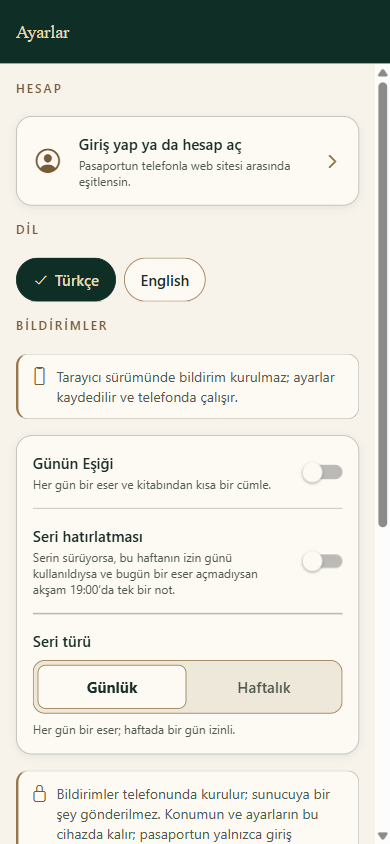 Ayarlar
HESAP
Giriş yap ya da hesap aç
Pasaportun telefonla web sitesi arasında
eşitlensin.
DİL
Türkçe
English
BİLDİRİMLER
Tarayıcı sürümünde bildirim kurulmaz; ayarlar
kaydedilir ve telefonda çalışır.
Günün Eşiği
Her gün bir eser ve kitabından kısa bir cümle.
Seri hatırlatması
Serin sürüyorsa, bu haftanın izin günü
kullanıldıysa ve bugün bir eser açmadıysan
akşam 19:00'da tek bir not.
Seri türü
Günlük
Haftalık
Her gün bir eser; haftada bir gün izinli.
Bildirimler telefonunda kurulur; sunucuya bir
şey gönderilmez. Konumun ve ayarların bu
cihazda kalır; pasaportun yalnızca giriş